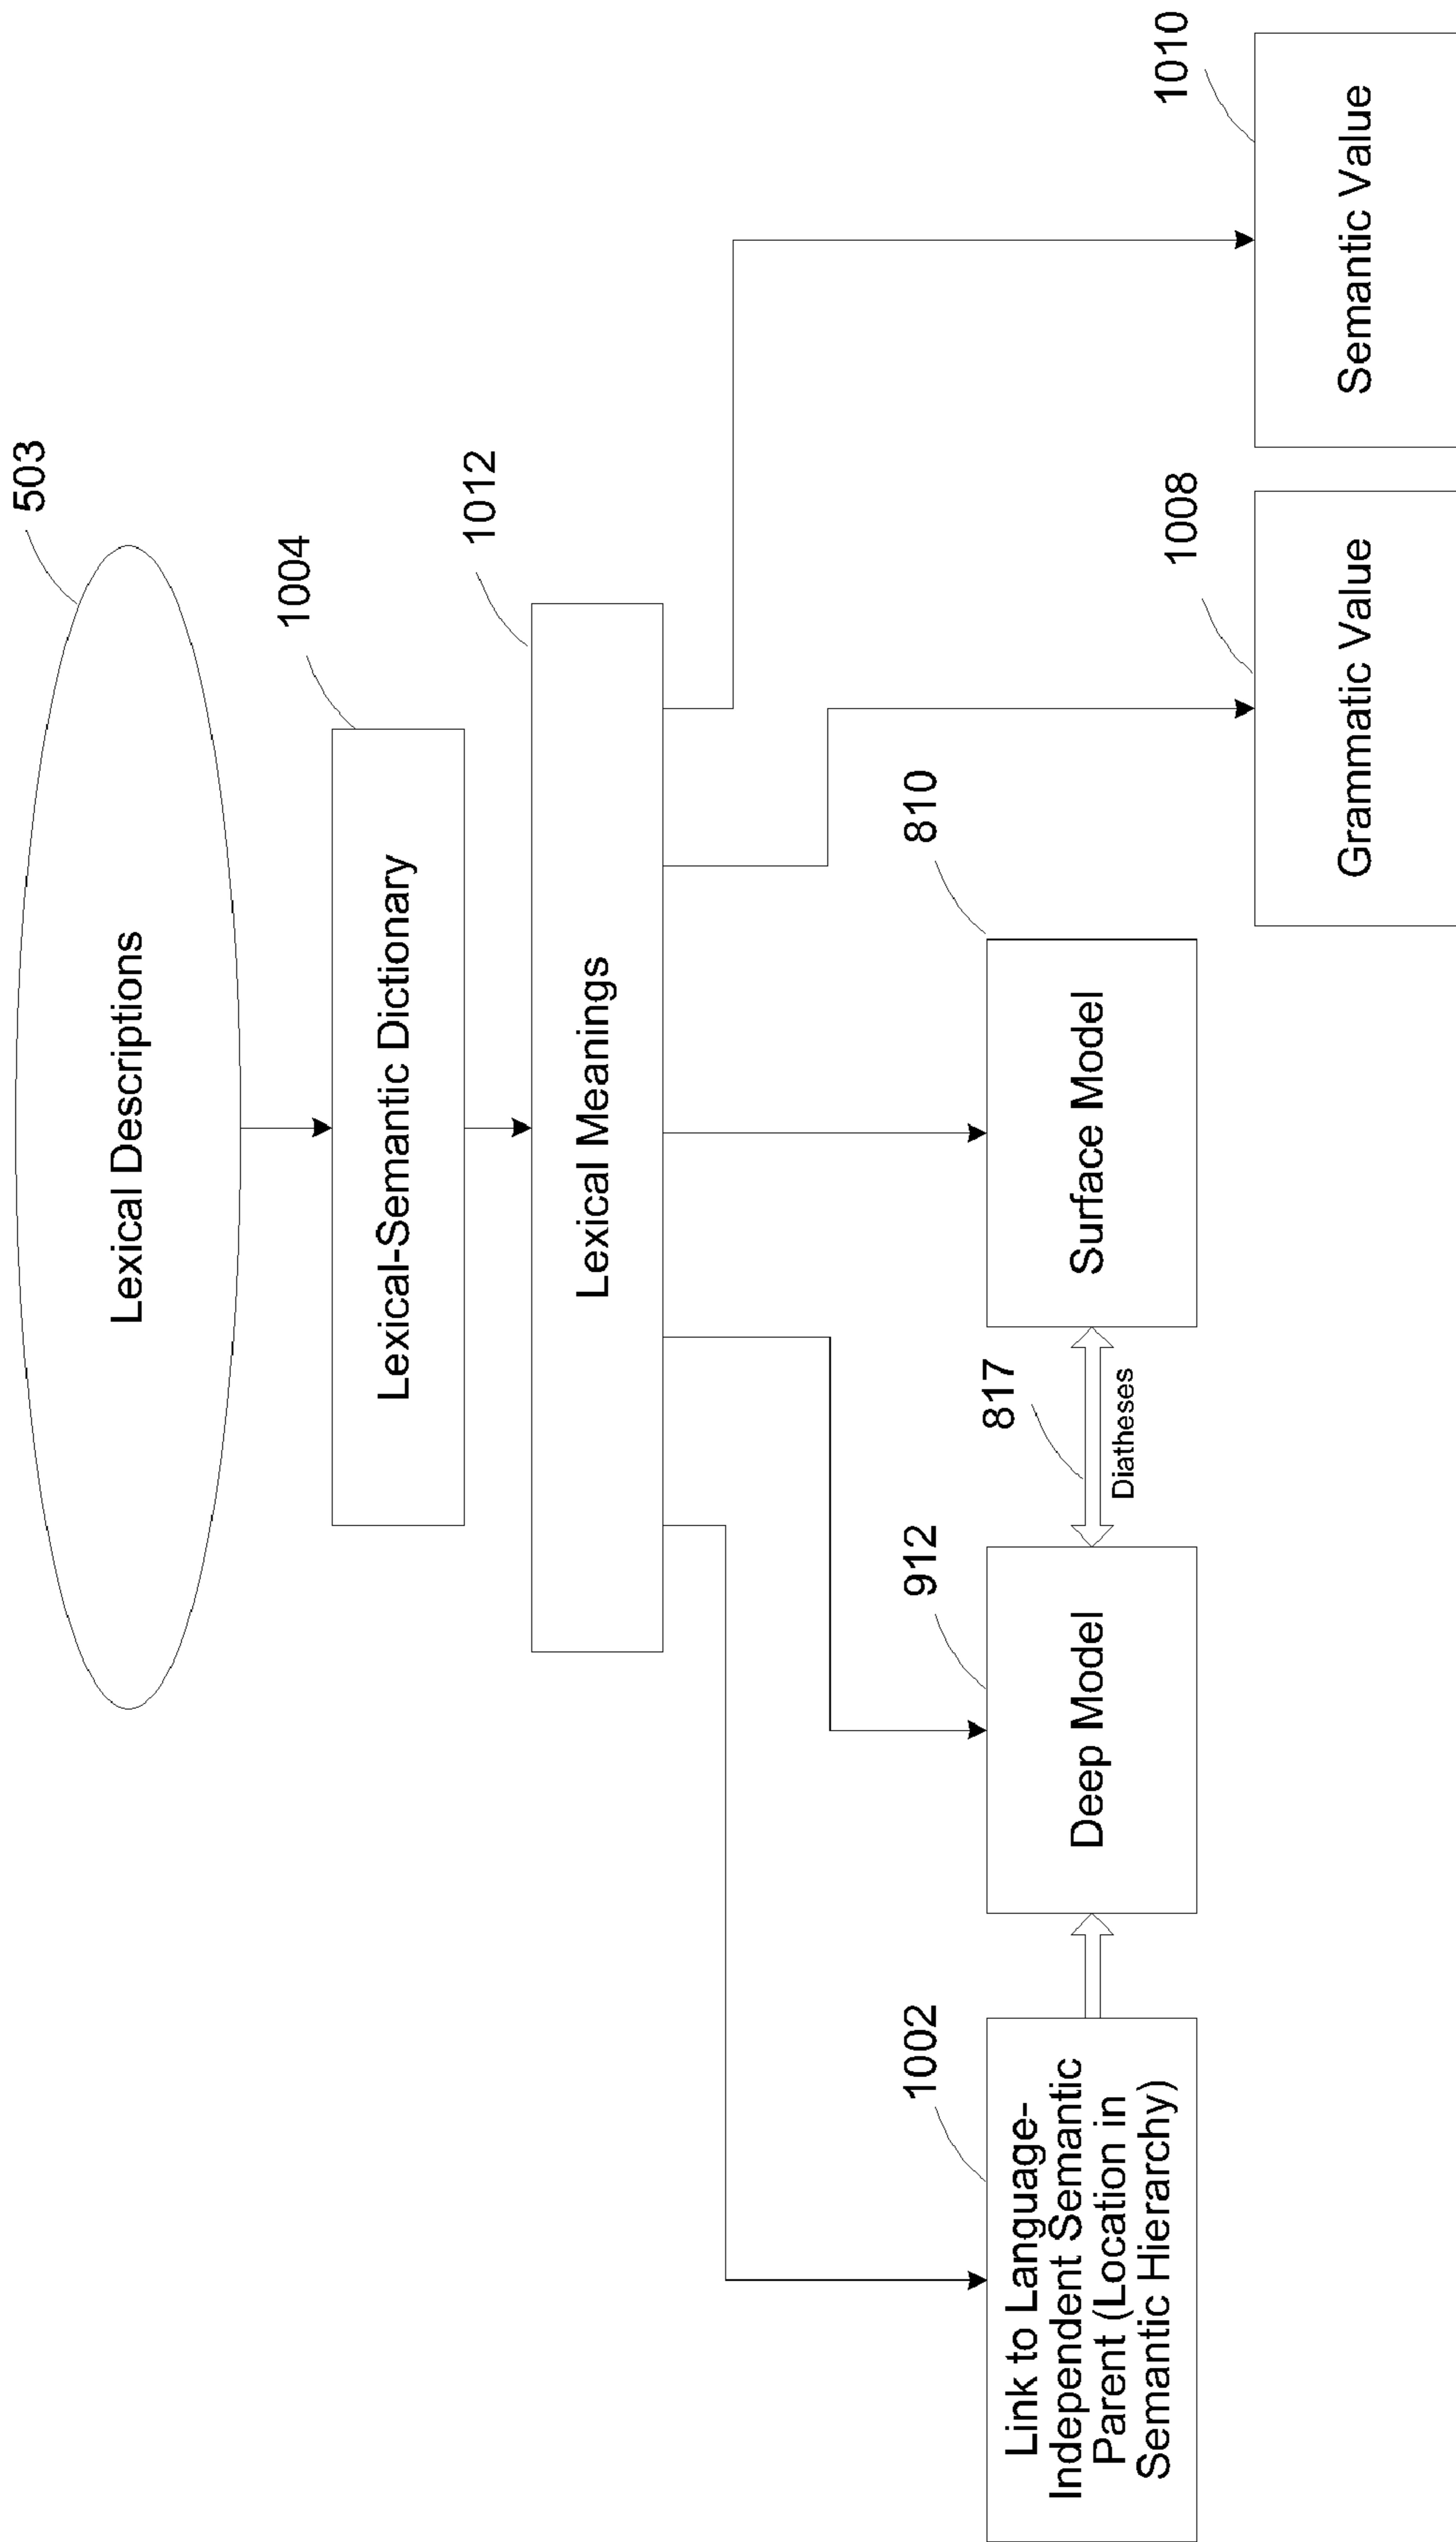 Lexical Descriptions
503
Lexical-Semantic Dictionary
1004
Lexical Meanings
1012
1002
Link to Language-
Independent Semantic
Parent (Location in
Semantic Hierarchy)
912
Deep Model
817
Diatheses
810
Surface Model
1008
Grammatic Value
1010
Semantic Value